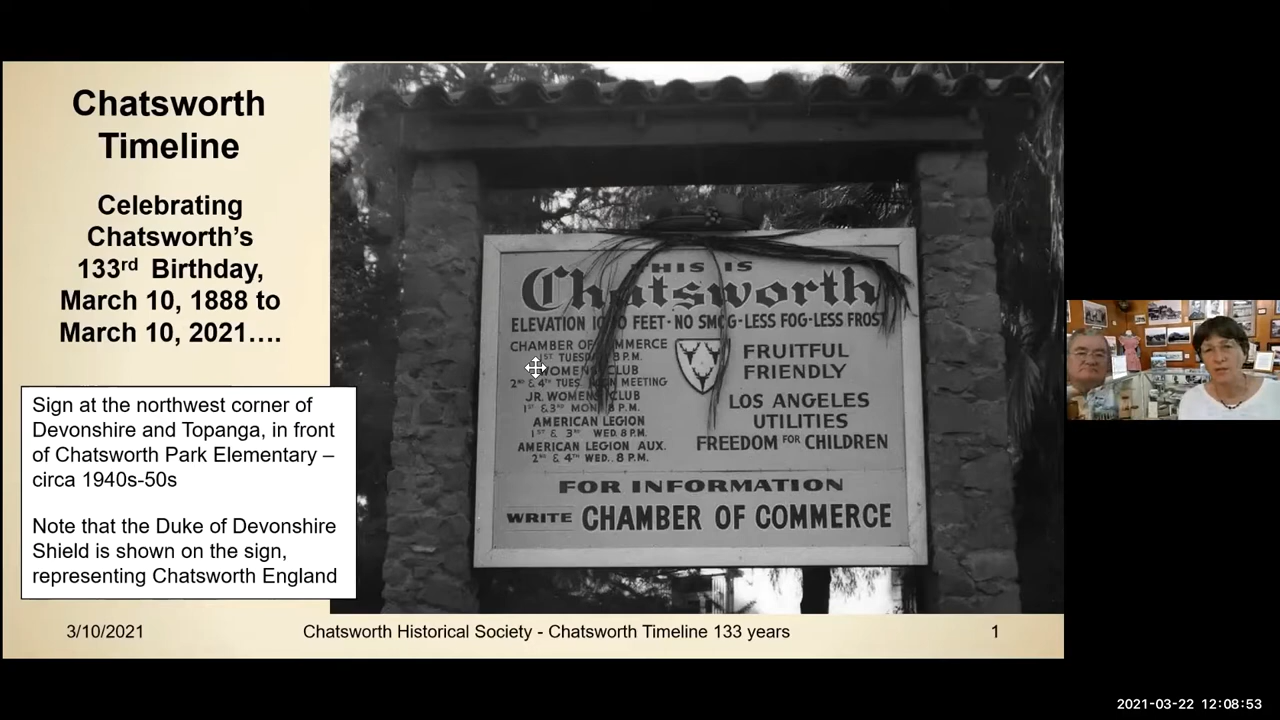 Chatsworth
Timeline
Celebrating
Chatsworth's
133rd Birthday,
March 10, 1888 to
March 10, 2021....
Sign at the northwest corner of
Devonshire and Topanga, in front
of Chatsworth Park Elementary –
circa 1940s-50s
Note that the Duke of Devonshire
Shield is shown on the sign,
representing Chatsworth England
THIS IS
Chatsworth
ELEVATION FEET - NO SMOG - LESS FOG - LESS FROST
CHAMBER OF COMMERCE
1ST TUESDAY 8 P.M.
WOMENS CLUB
2ND & 4TH TUES. MEETING
JR. WOMENS CLUB
1ST & 3RD MON. 8 P.M.
AMERICAN LEGION
1ST & 3RD WED. 8 P.M.
AMERICAN LEGION AUX.
2ND & 4TH WED. 8 P.M.
FRUITFUL
FRIENDLY
LOS ANGELES
UTILITIES
FREEDOM FOR CHILDREN
FOR INFORMATION
WRITE CHAMBER OF COMMERCE
3/10/2021
Chatsworth Historical Society - Chatsworth Timeline 133 years
1
2021-03-22 12:08:53